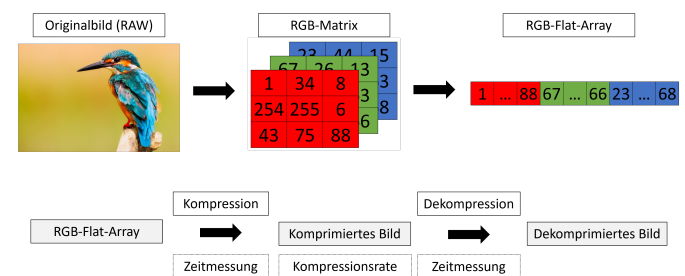 Originalbild (RAW)
RGB-Matrix
RGB-Flat-Array
23 44 15
67 26 13
3
1 34 8
3
8
254 255 6
6
43 75 88
1 ... 88 67 ... 66 23 ... 68
Kompression
Dekompression
RGB-Flat-Array
Komprimiertes Bild
Dekomprimiertes Bild
Zeitmessung
Kompressionsrate
Zeitmessung